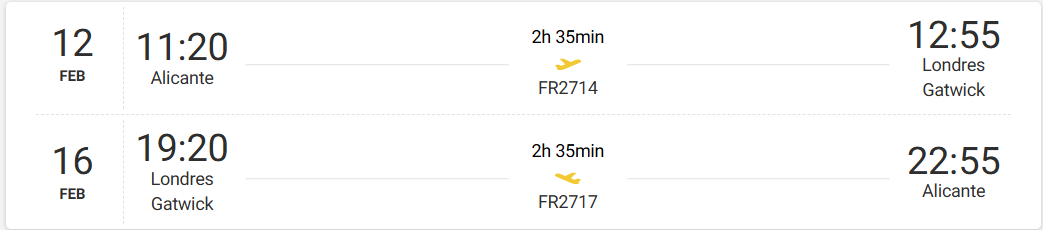 12
FEB
11:20
Alicante
2h 35min
FR2714
12:55
Londres
Gatwick
16
FEB
19:20
Londres
Gatwick
2h 35min
FR2717
22:55
Alicante